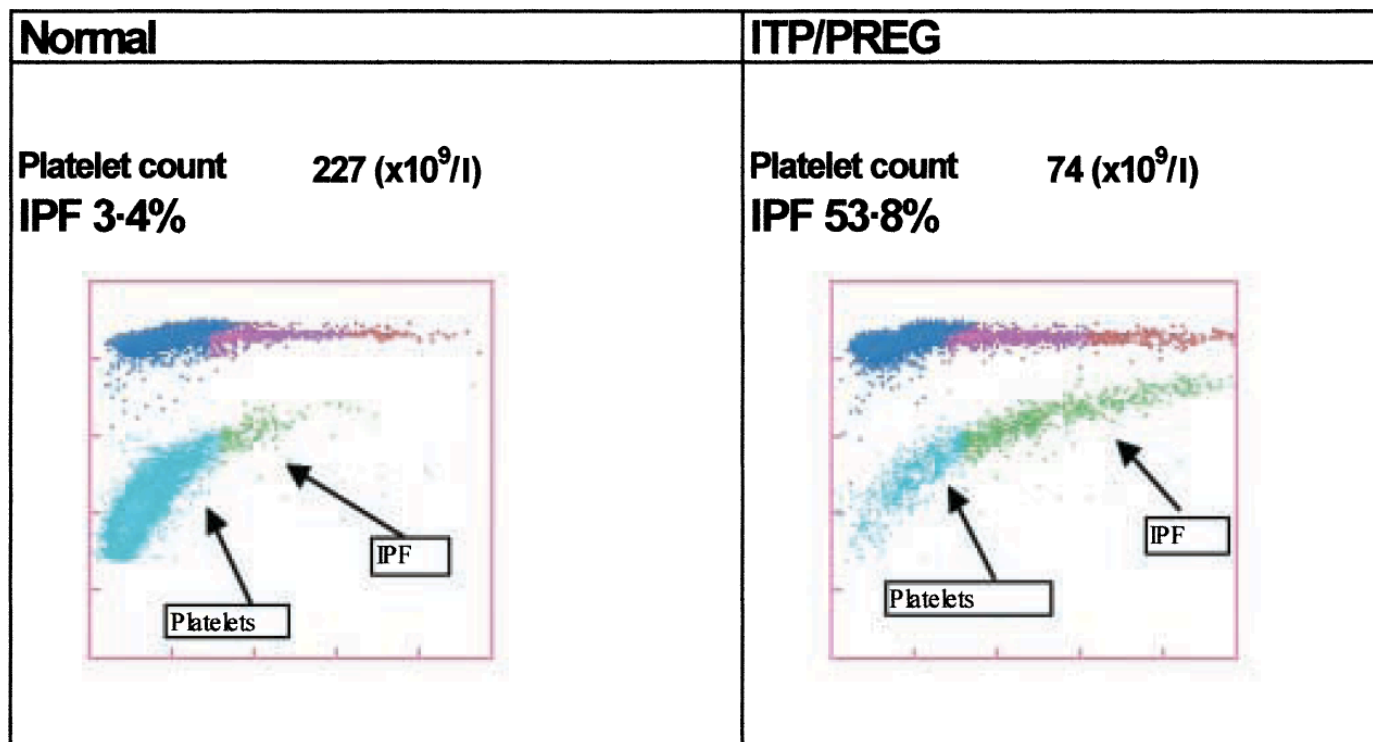 Normal
ITP/PREG
Platelet count 227 (x10⁹/l)
IPF 3·4%
Platelet count 74 (x10⁹/l)
IPF 53·8%
IPF
Platelets
IPF
Platelets